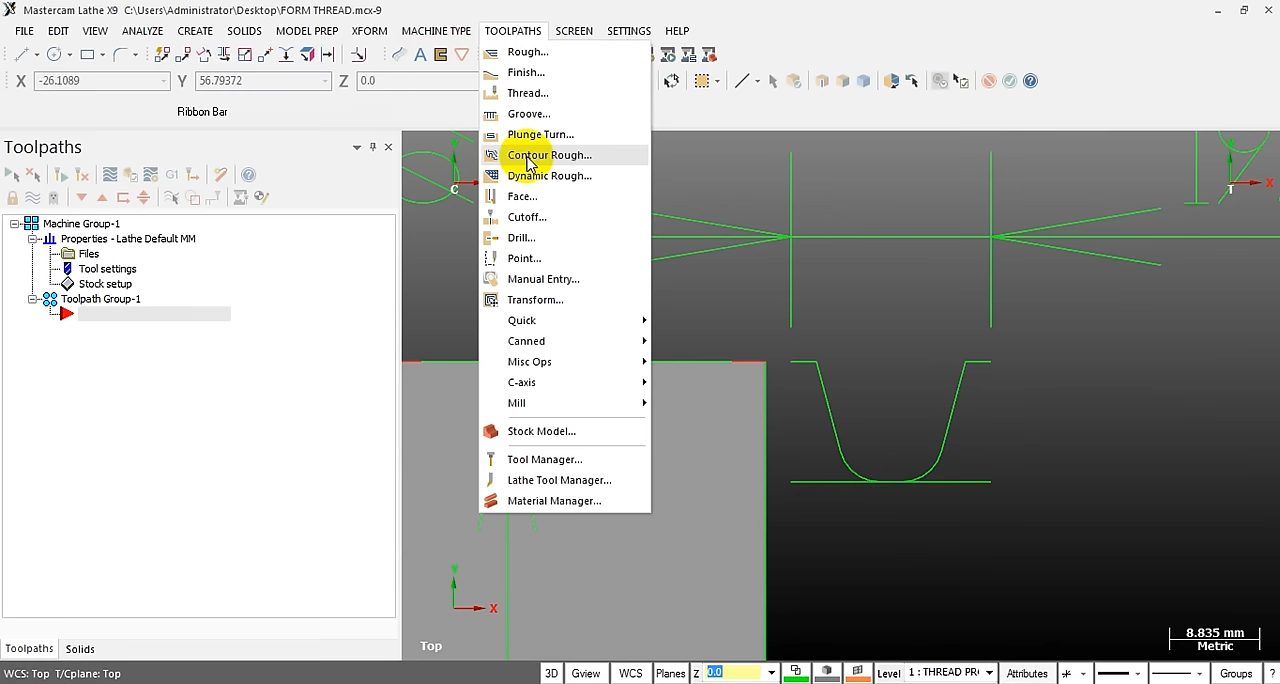 Mastercam Lathe X9 C:\Users\Administrator\Desktop\FORM THREAD.mcx-9
FILE EDIT VIEW ANALYZE CREATE SOLIDS MODEL PREP XFORM MACHINE TYPE TOOLPATHS SCREEN SETTINGS HELP
X -26.1089 Y 56.79372 Z 0.0
Ribbon Bar
Toolpaths
G1
Machine Group-1
Properties - Lathe Default MM
Files
Tool settings
Stock setup
Toolpath Group-1
Rough...
Finish...
Thread...
Groove...
Plunge Turn...
Contour Rough...
Dynamic Rough...
Face...
Cutoff...
Drill...
Point...
Manual Entry...
Transform...
Quick
Canned
Misc Ops
C-axis
Mill
Stock Model...
Tool Manager...
Lathe Tool Manager...
Material Manager...
C
T
X
X
Top
8.835 mm
Metric
Toolpaths Solids
WCS: Top T/Cplane: Top
3D Gview WCS Planes Z 0.0 Level 1 : THREAD PR Attributes Groups ?